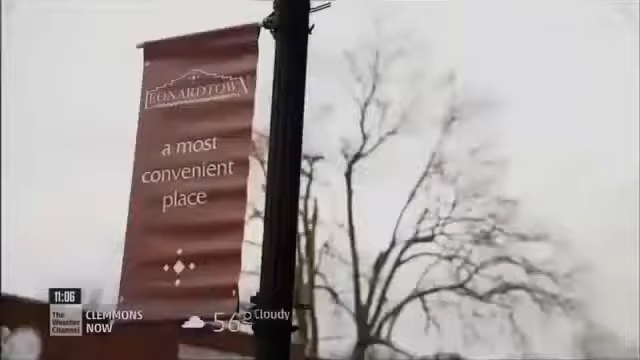 LEONARDTOWN
a most
convenient
place
11:06
The
Weather
Channel
CLEMMONS
NOW
56° Cloudy